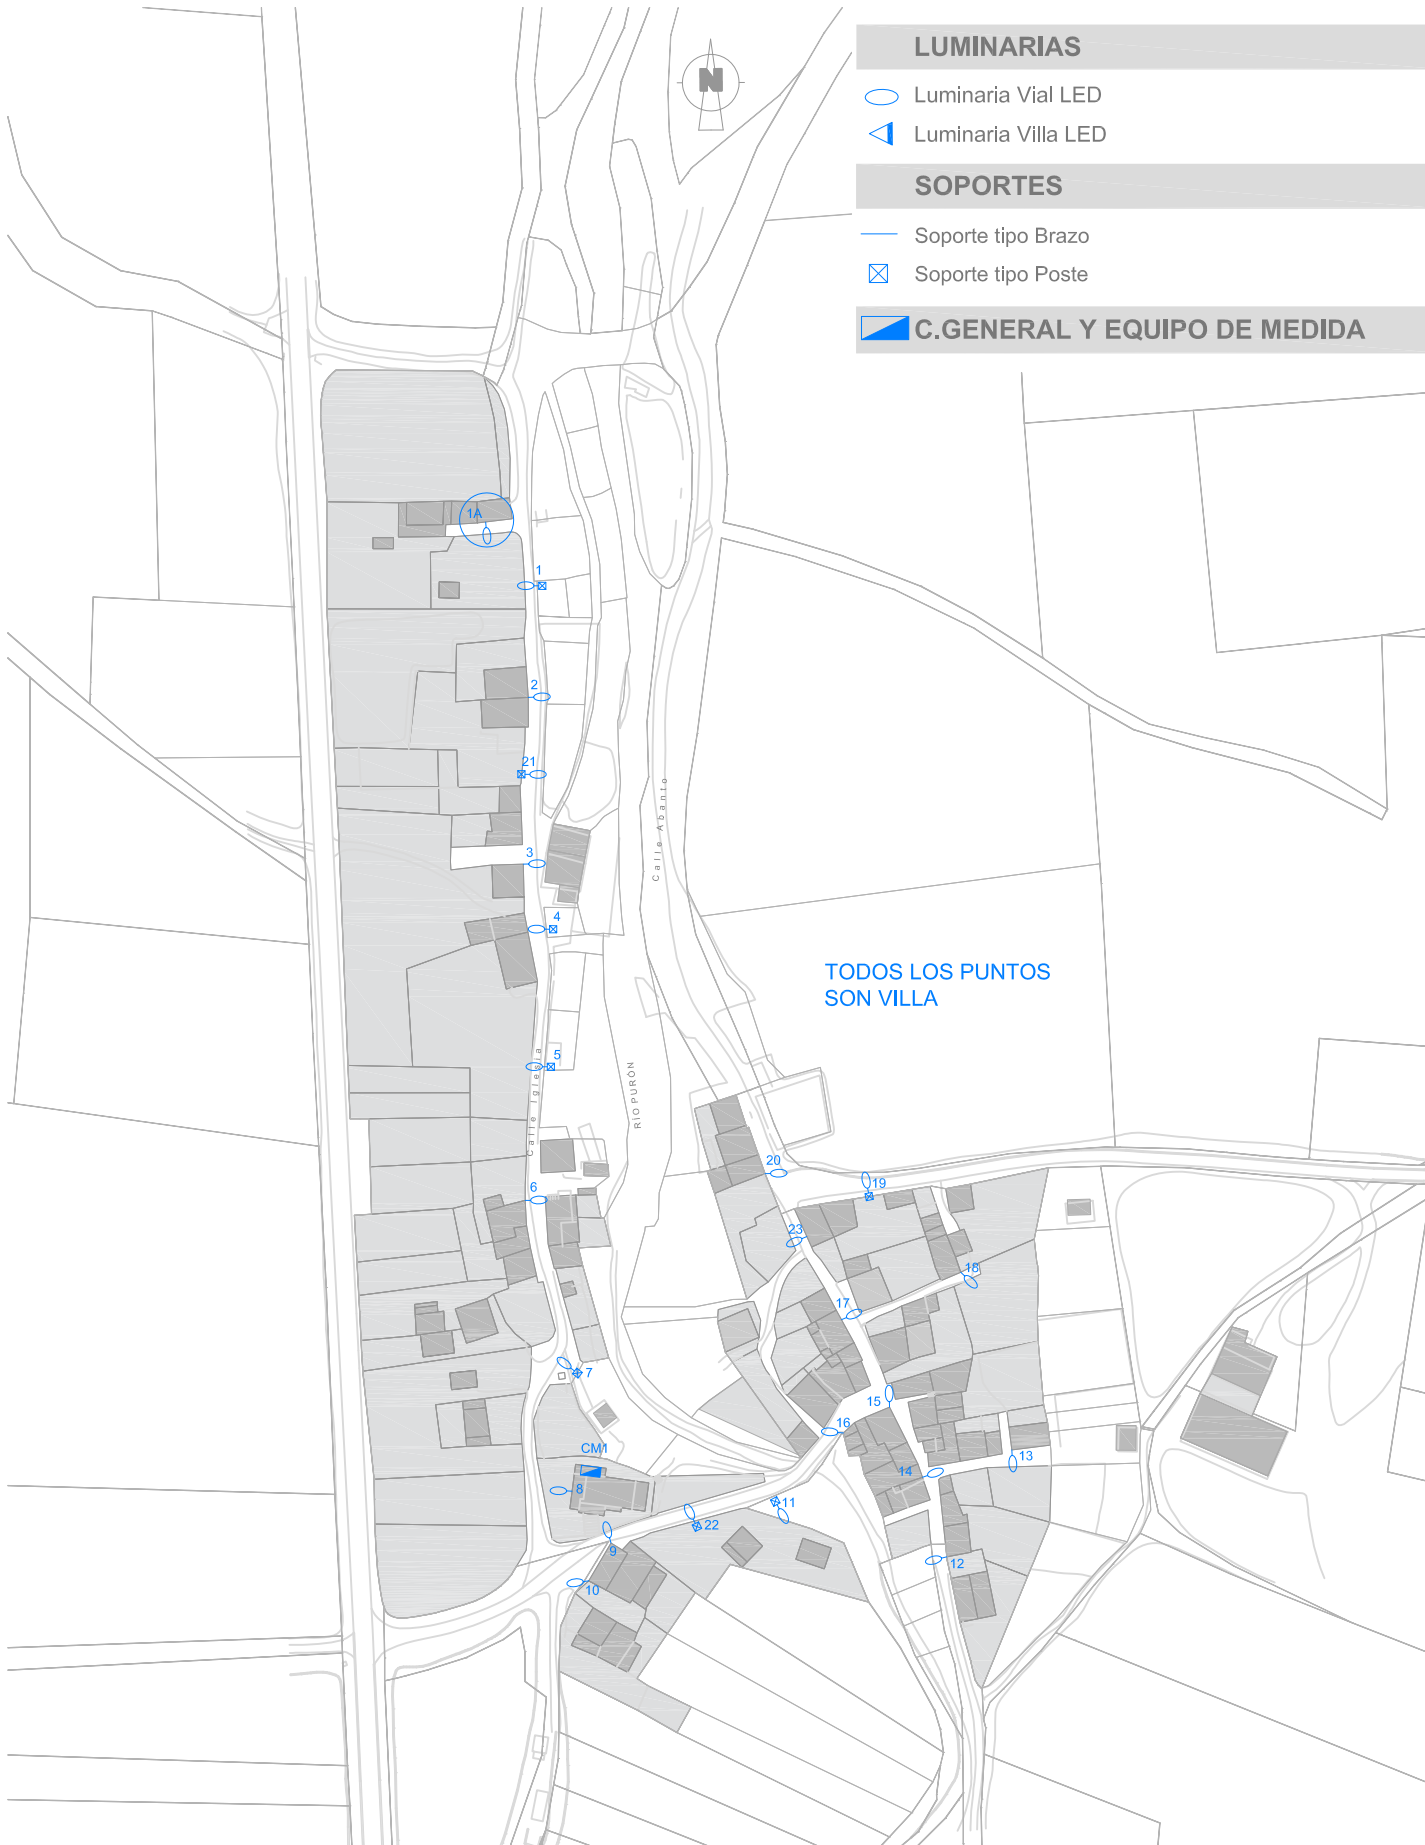 N
LUMINARIAS
Luminaria Vial LED
Luminaria Villa LED
SOPORTES
Soporte tipo Brazo
Soporte tipo Poste
C.GENERAL Y EQUIPO DE MEDIDA
1A
1
2
21
Calle Abanto
3
4
TODOS LOS PUNTOS
SON VILLA
5
Calle Iglesia
RÍO PURÓN
20
6
19
23
18
17
7
15
16
CM1
13
14
8
11
22
9
12
10